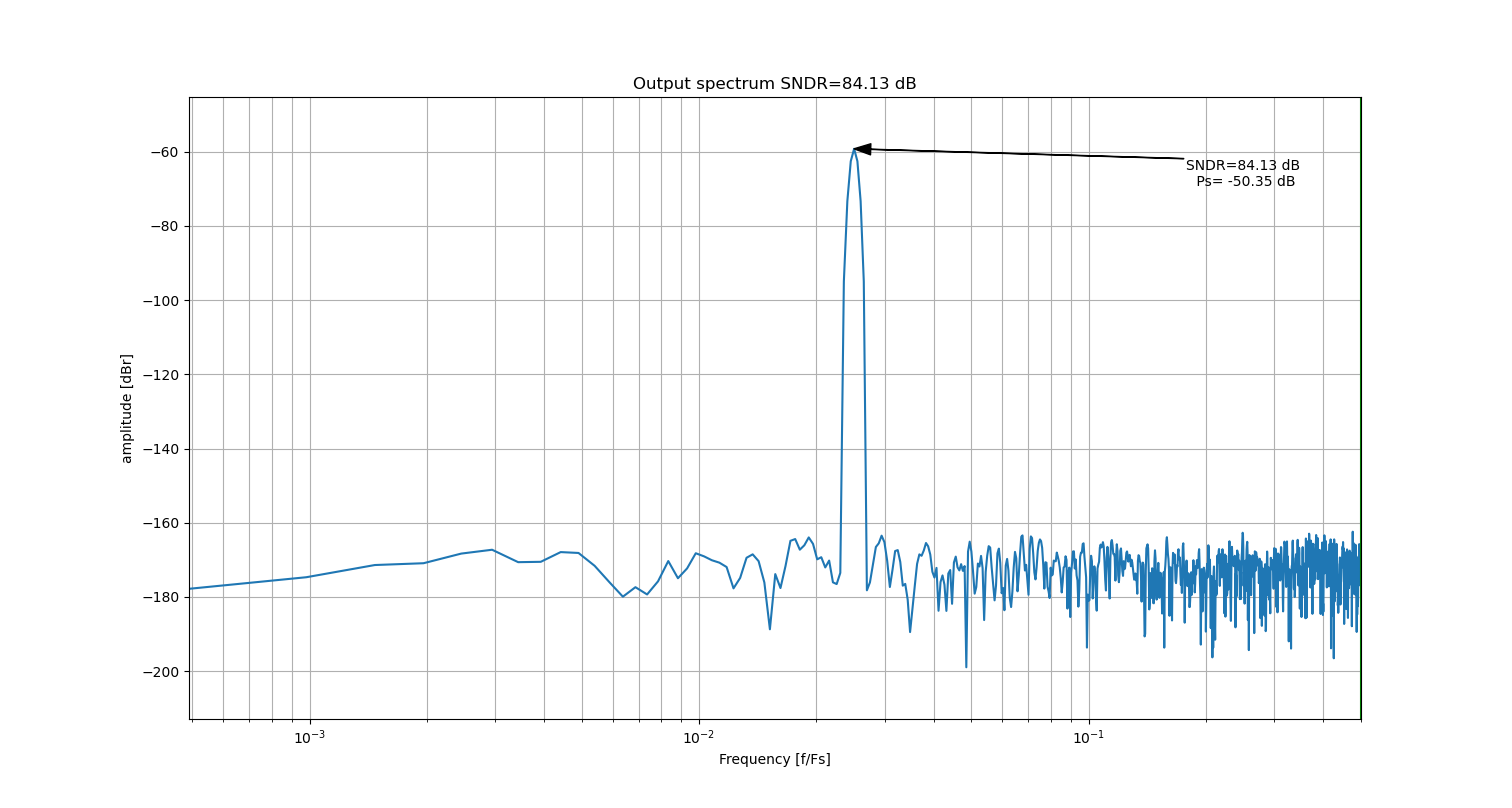 Output spectrum SNDR=84.13 dB
−60
−80
−100
−120
−140
−160
−180
−200
amplitude [dBr]
SNDR=84.13 dB
Ps= -50.35 dB
10⁻³
10⁻²
10⁻¹
Frequency [f/Fs]